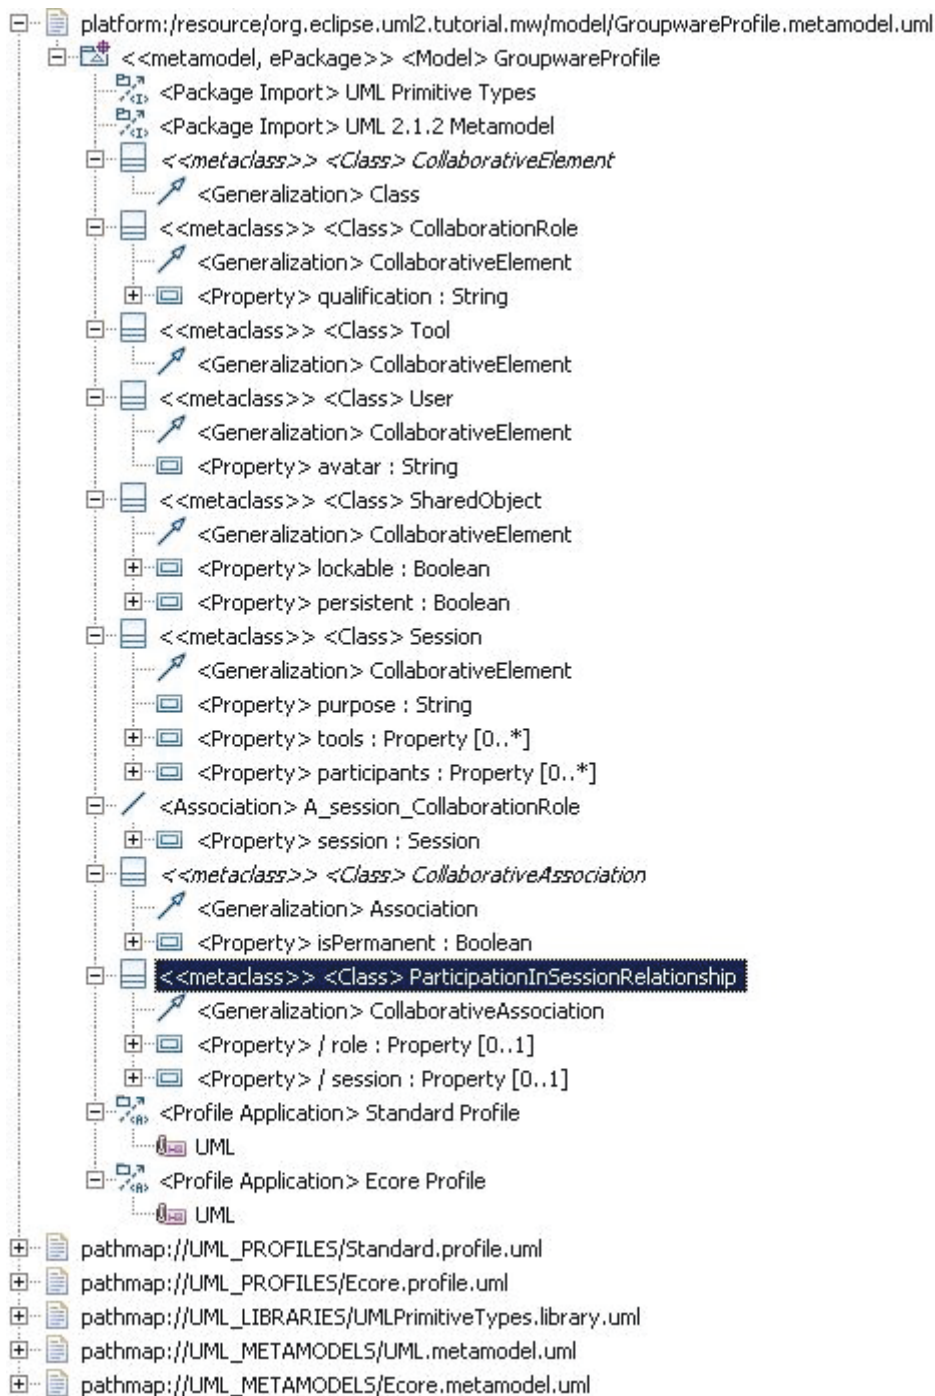 platform:/resource/org.eclipse.uml2.tutorial.mw/model/GroupwareProfile.metamodel.uml
<<metamodel, ePackage>> <Model> GroupwareProfile
<Package Import> UML Primitive Types
<Package Import> UML 2.1.2 Metamodel
<<metaclass>> <Class> CollaborativeElement
<Generalization> Class
<<metaclass>> <Class> CollaborationRole
<Generalization> CollaborativeElement
<Property> qualification : String
<<metaclass>> <Class> Tool
<Generalization> CollaborativeElement
<<metaclass>> <Class> User
<Generalization> CollaborativeElement
<Property> avatar : String
<<metaclass>> <Class> SharedObject
<Generalization> CollaborativeElement
<Property> lockable : Boolean
<Property> persistent : Boolean
<<metaclass>> <Class> Session
<Generalization> CollaborativeElement
<Property> purpose : String
<Property> tools : Property [0..*]
<Property> participants : Property [0..*]
<Association> A_session_CollaborationRole
<Property> session : Session
<<metaclass>> <Class> CollaborativeAssociation
<Generalization> Association
<Property> isPermanent : Boolean
<<metaclass>> <Class> ParticipationInSessionRelationship
<Generalization> CollaborativeAssociation
<Property> / role : Property [0..1]
<Property> / session : Property [0..1]
<Profile Application> Standard Profile
UML
<Profile Application> Ecore Profile
UML
pathmap://UML_PROFILES/Standard.profile.uml
pathmap://UML_PROFILES/Ecore.profile.uml
pathmap://UML_LIBRARIES/UMLPrimitiveTypes.library.uml
pathmap://UML_METAMODELS/UML.metamodel.uml
pathmap://UML_METAMODELS/Ecore.metamodel.uml